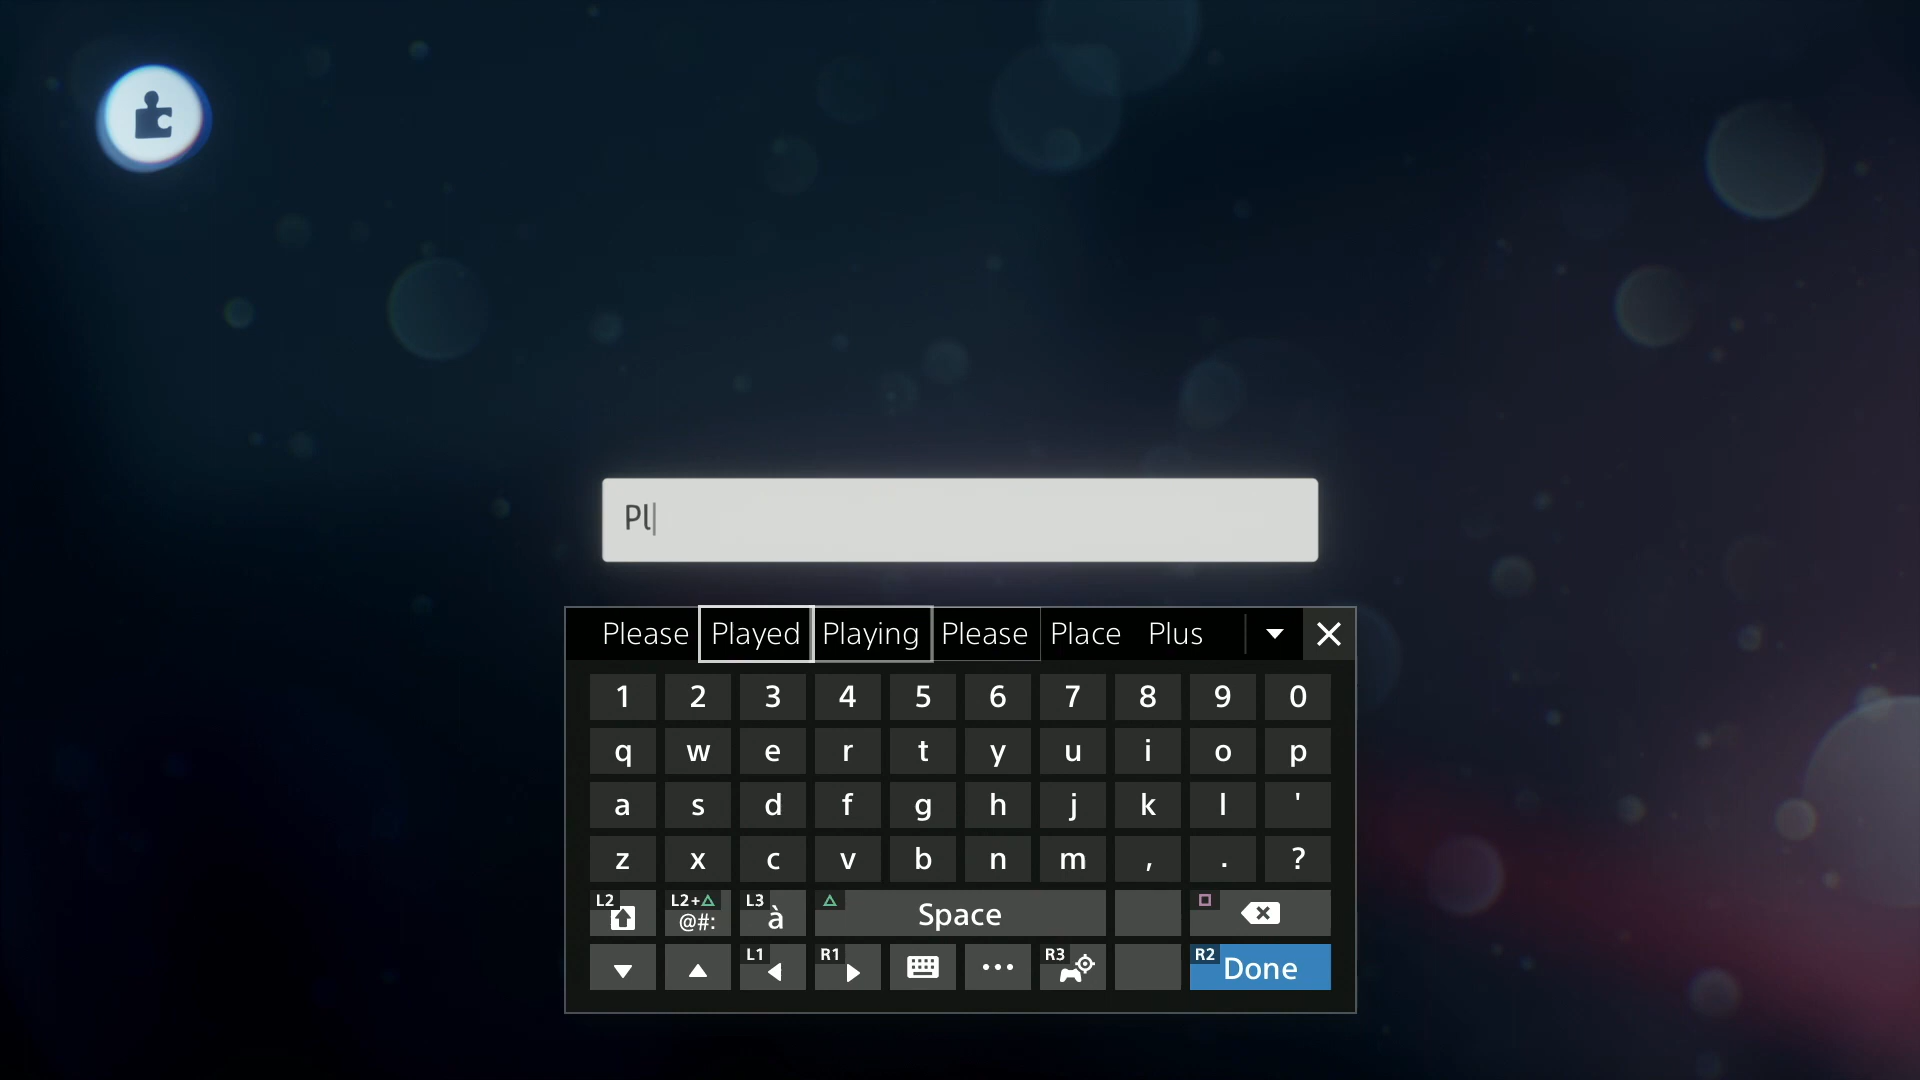 Pl
Please Played Playing Please Place Plus
1 2 3 4 5 6 7 8 9 0
q w e r t y u i o p
a s d f g h j k l '
z x c v b n m , . ?
L2 L2+△ @#: L3 à △ Space □
L1 R1 ... R3 R2 Done